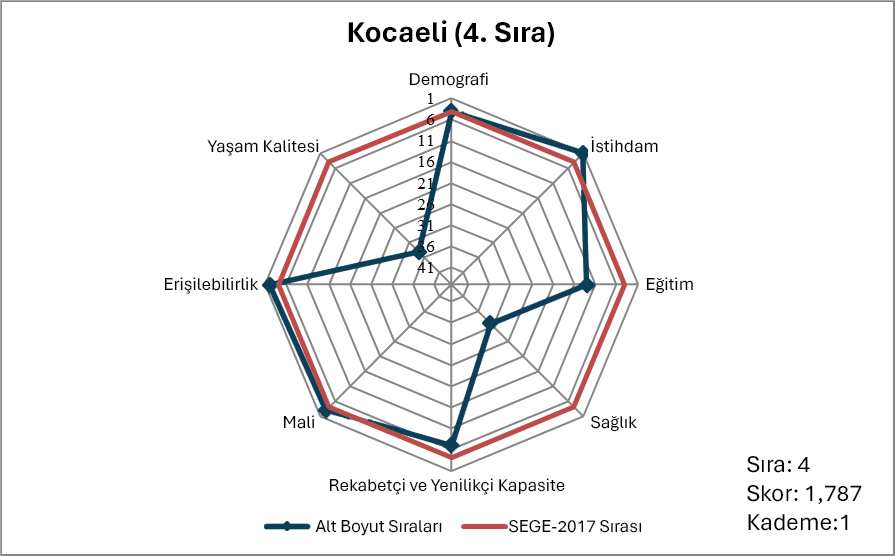 Kocaeli (4. Sıra)
Demografi
1
6
11
16
21
26
31
36
41
İstihdam
Eğitim
Sağlık
Rekabetçi ve Yenilikçi Kapasite
Mali
Erişilebilirlik
Yaşam Kalitesi
Sıra: 4
Skor: 1,787
Kademe:1
Alt Boyut Sıraları
SEGE-2017 Sırası